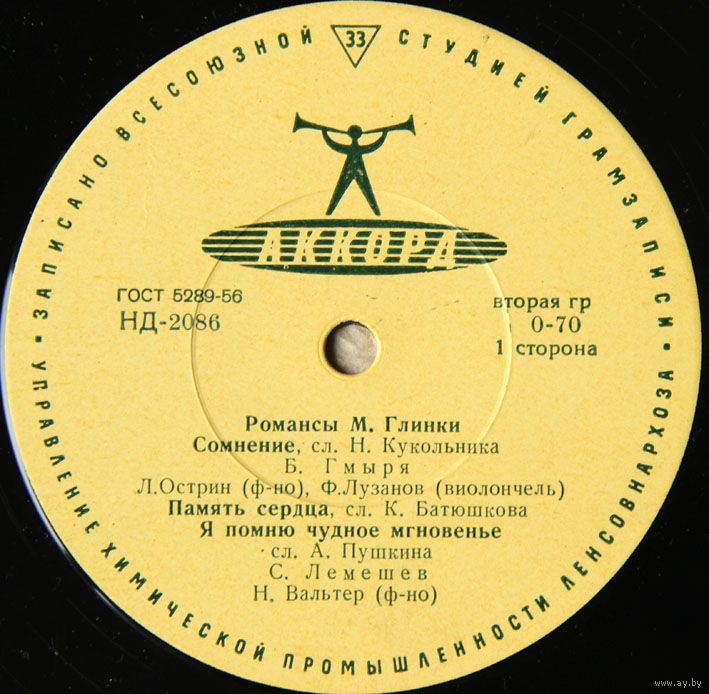 ЗАПИСАНО ВСЕСОЮЗНОЙ СТУДИЕЙ ГРАМЗАПИСИ •
33
АККОРД
ГОСТ 5289-56
НД-2086
вторая гр
0-70
1 сторона
Романсы М. Глинки
Сомнение, сл. Н. Кукольника
Б. Гмыря
Л.Острин (ф-но), Ф.Лузанов (виолончель)
Память сердца, сл. К. Батюшкова
Я помню чудное мгновенье
сл. А. Пушкина
С. Лемешев
Н. Вальтер (ф-но)
УПРАВЛЕНИЕ ХИМИЧЕСКОЙ ПРОМЫШЛЕННОСТИ ЛЕНСОВНАРХОЗА •
www.ay.by